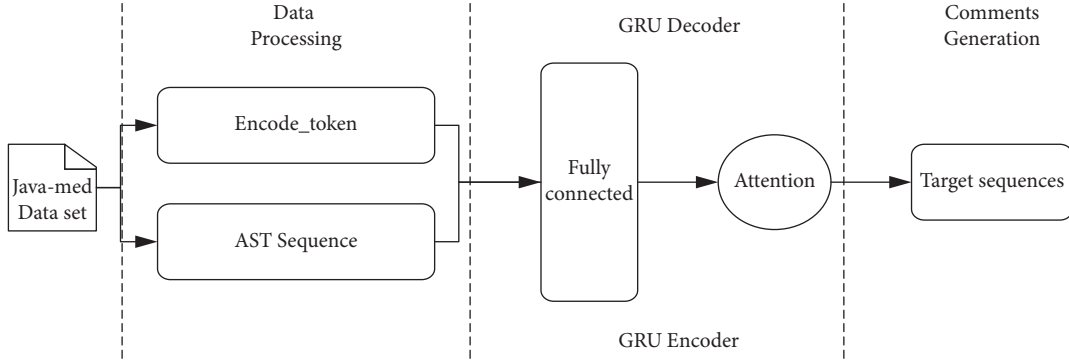 Data
Processing
GRU Decoder
Comments
Generation
Java-med
Data set
Encode_token
AST Sequence
Fully
connected
Attention
Target sequences
GRU Encoder